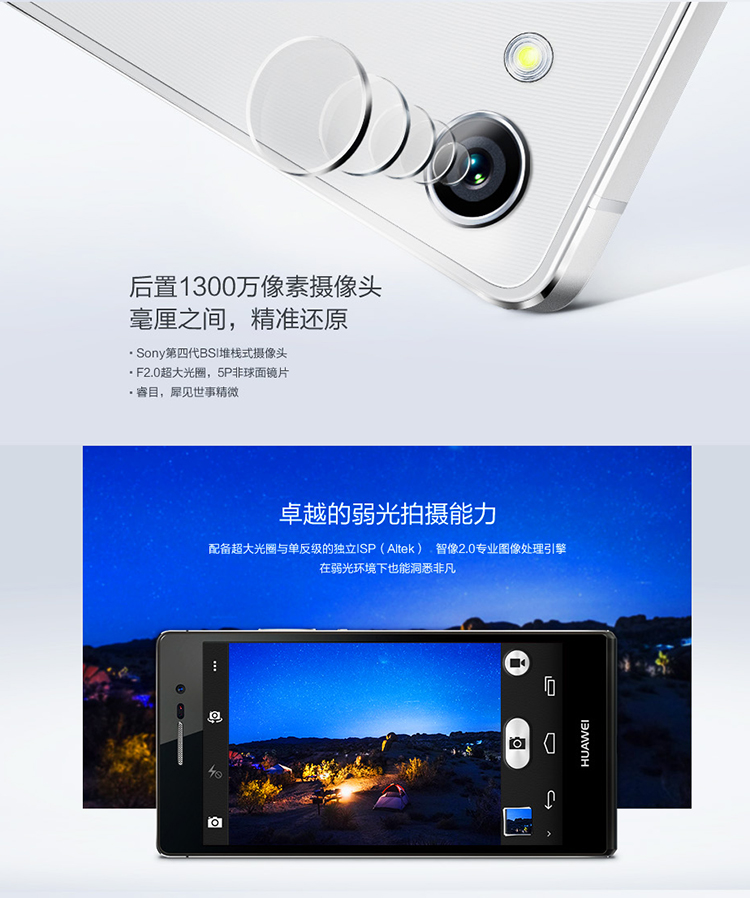 后置1300万像素摄像头
毫厘之间，精准还原
• Sony第四代BSI堆栈式摄像头
• F2.0超大光圈，5P非球面镜片
• 睿目，犀见世事精微
卓越的弱光拍摄能力
配备超大光圈与单反级的独立ISP（Altek） 智像2.0专业图像处理引擎
在弱光环境下也能洞悉非凡
HUAWEI